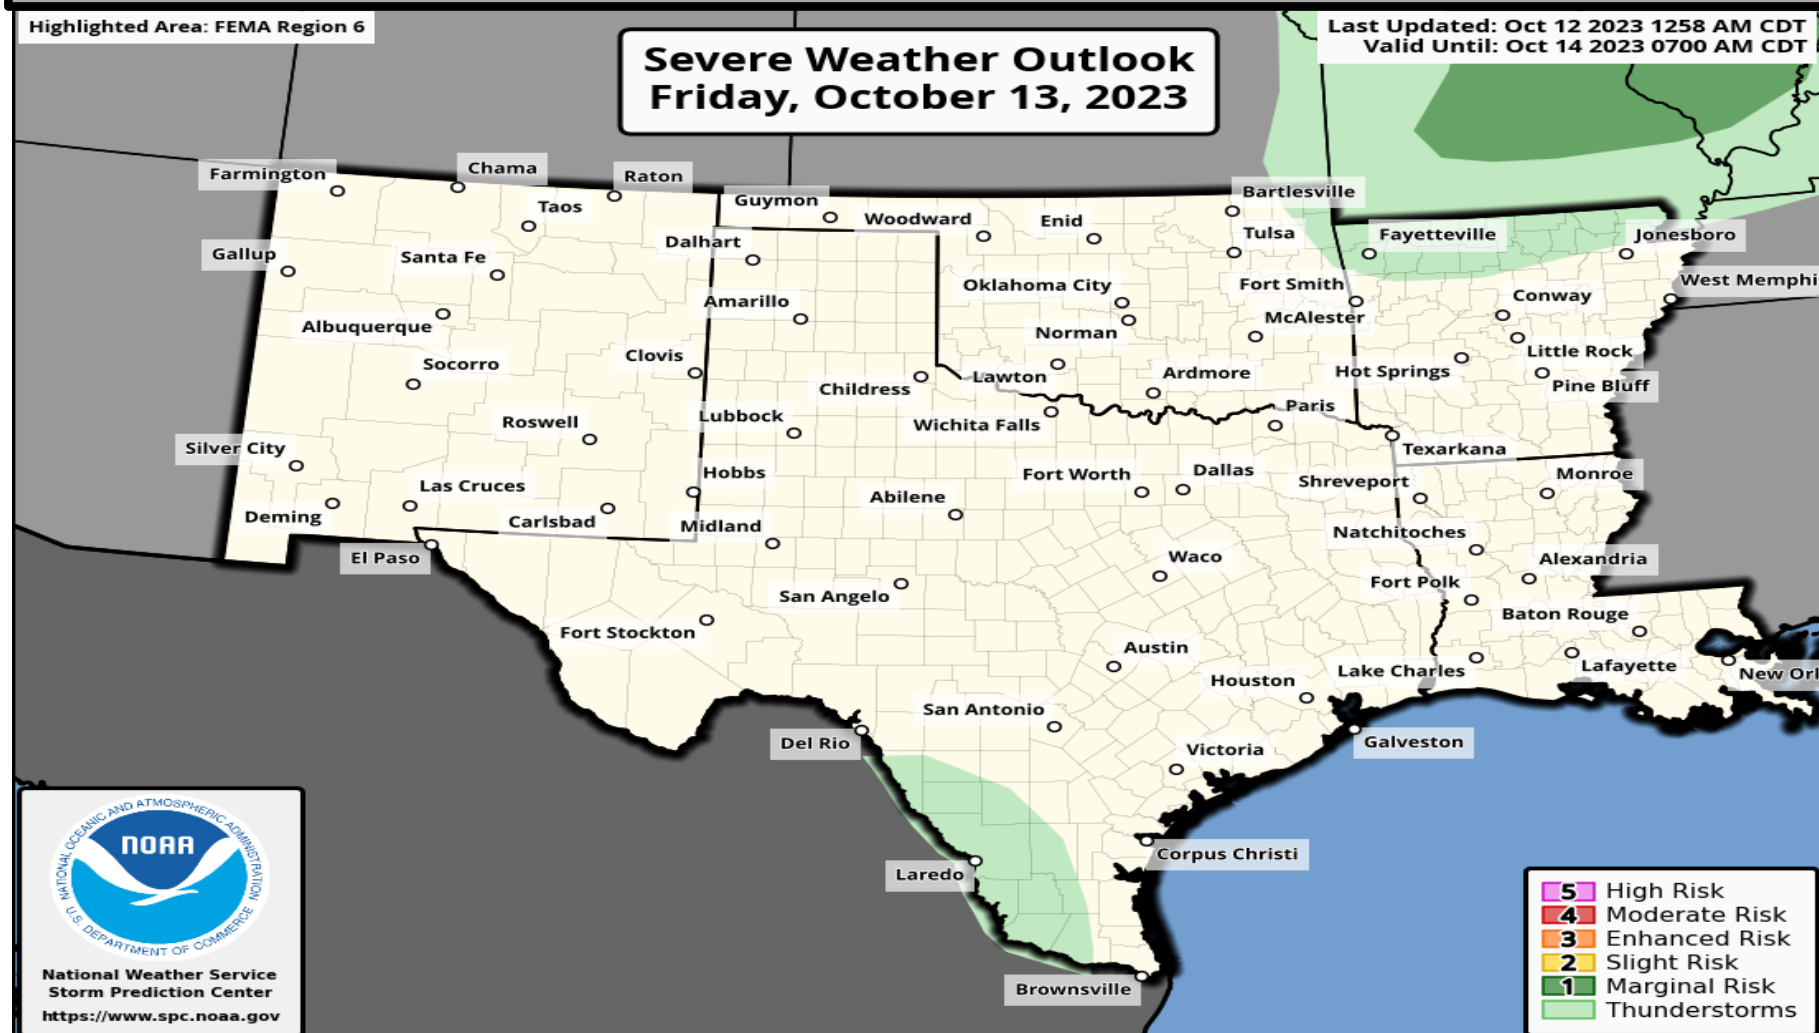 Highlighted Area: FEMA Region 6
Severe Weather Outlook
Friday, October 13, 2023
Last Updated: Oct 12 2023 1258 AM CDT
Valid Until: Oct 14 2023 0700 AM CDT
Farmington
Chama
Raton
Taos
Guymon
Woodward
Enid
Bartlesville
Tulsa
Fayetteville
Jonesboro
Gallup
Santa Fe
Dalhart
Oklahoma City
Fort Smith
Conway
West Memphi
Albuquerque
Amarillo
Norman
McAlester
Little Rock
Socorro
Clovis
Childress
Lawton
Ardmore
Hot Springs
Pine Bluff
Roswell
Lubbock
Wichita Falls
Paris
Texarkana
Silver City
Hobbs
Fort Worth
Dallas
Shreveport
Monroe
Las Cruces
Abilene
Deming
Carlsbad
Midland
Natchitoches
El Paso
Waco
Alexandria
San Angelo
Fort Polk
Fort Stockton
Baton Rouge
Austin
Lake Charles
Lafayette
New Orl
Houston
San Antonio
Del Rio
Victoria
Galveston
Laredo
Corpus Christi
Brownsville
NATIONAL OCEANIC AND ATMOSPHERIC ADMINISTRATION
NOAA
U.S. DEPARTMENT OF COMMERCE
National Weather Service
Storm Prediction Center
https://www.spc.noaa.gov
5 High Risk
4 Moderate Risk
3 Enhanced Risk
2 Slight Risk
1 Marginal Risk
Thunderstorms